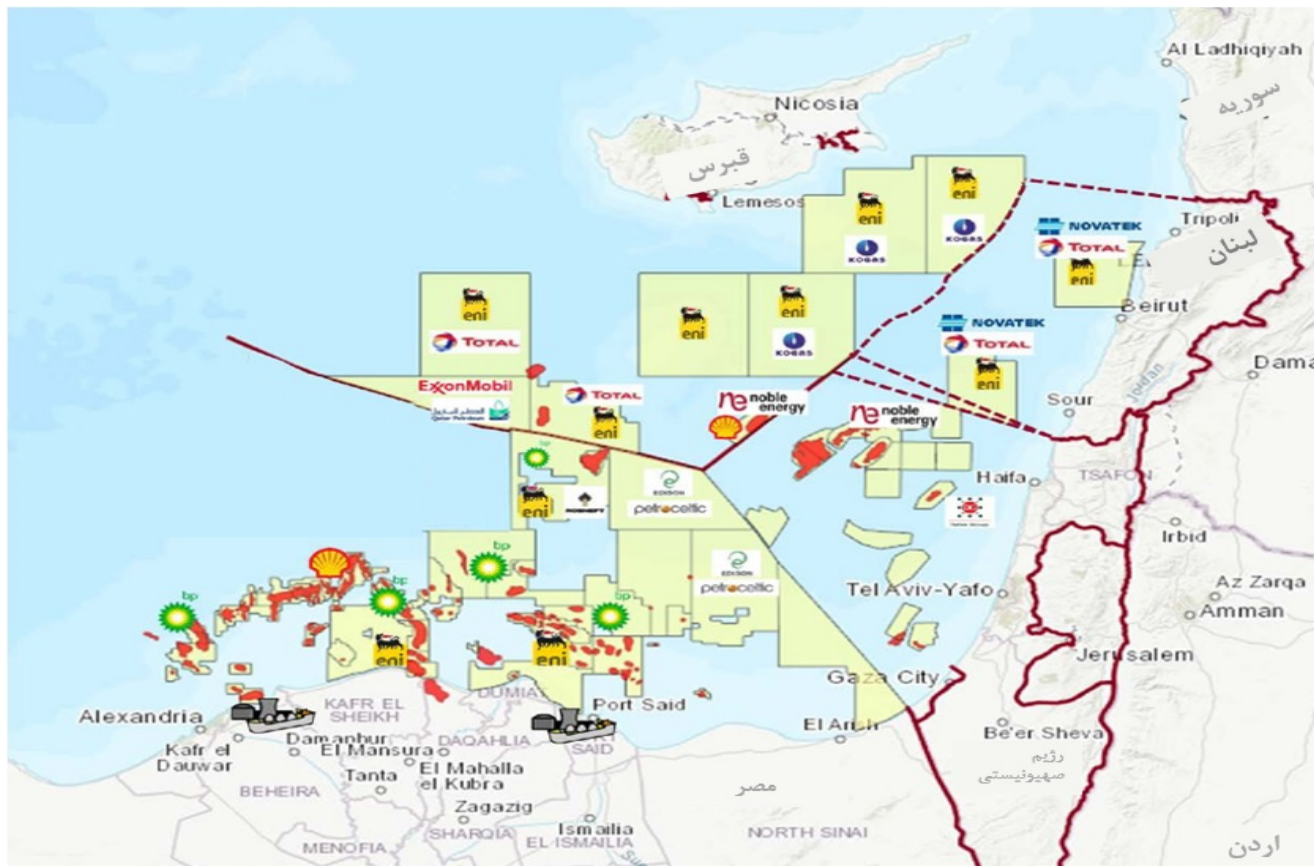 Al Ladhiqiyah
سوریه
Nicosia
قبرس
Lemesos
eni
eni
KOGAS
KOGAS
NOVATEK
TOTAL
eni
Tripoli
لبنان
Beirut
eni
TOTAL
eni
eni
KOGAS
NOVATEK
TOTAL
eni
Dama
Jordan
ExxonMobil
Qatar Petroleum
TOTAL
eni
noble
energy
noble
energy
Sour
bp
eni
ROSNEFT
EDISON
petroceltic
Haifa
TSAFON
Irbid
bp
bp
bp
bp
EDISON
petroceltic
Tel Aviv-Yafo
Az Zarqa
Amman
eni
eni
Jerusalem
Gaza City
Alexandria
KAFR EL
SHEIKH
DUMIAT
Port Said
SAID
El Arish
Be'er Sheva
رژیم
صهیونیستی
Kafr el
Dauwar
Damanhur
El Mansura
DAQAHLIA
Tanta
El Mahalla
el Kubra
BEHEIRA
Zagazig
SHARQIA
Ismailia
EL ISMAILIA
MENOFIA
مصر
NORTH SINAI
اردن